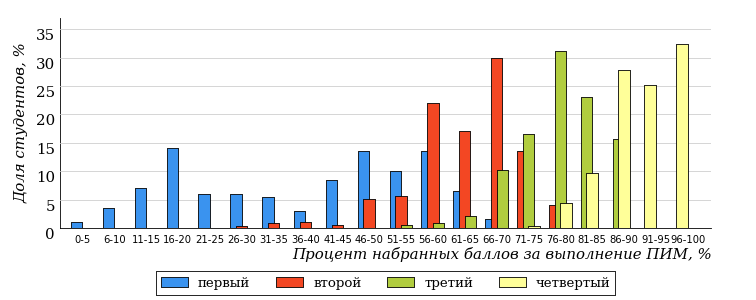 Доля студентов, %
35
30
25
20
15
10
5
0
0-5 6-10 11-15 16-20 21-25 26-30 31-35 36-40 41-45 46-50 51-55 56-60 61-65 66-70 71-75 76-80 81-85 86-90 91-95 96-100
Процент набранных баллов за выполнение ПИМ, %
первый второй третий четвертый